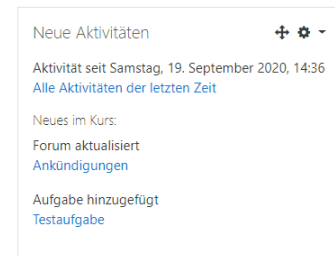 Neue Aktivitäten
Aktivität seit Samstag, 19. September 2020, 14:36
Alle Aktivitäten der letzten Zeit
Neues im Kurs:
Forum aktualisiert
Ankündigungen
Aufgabe hinzugefügt
Testaufgabe